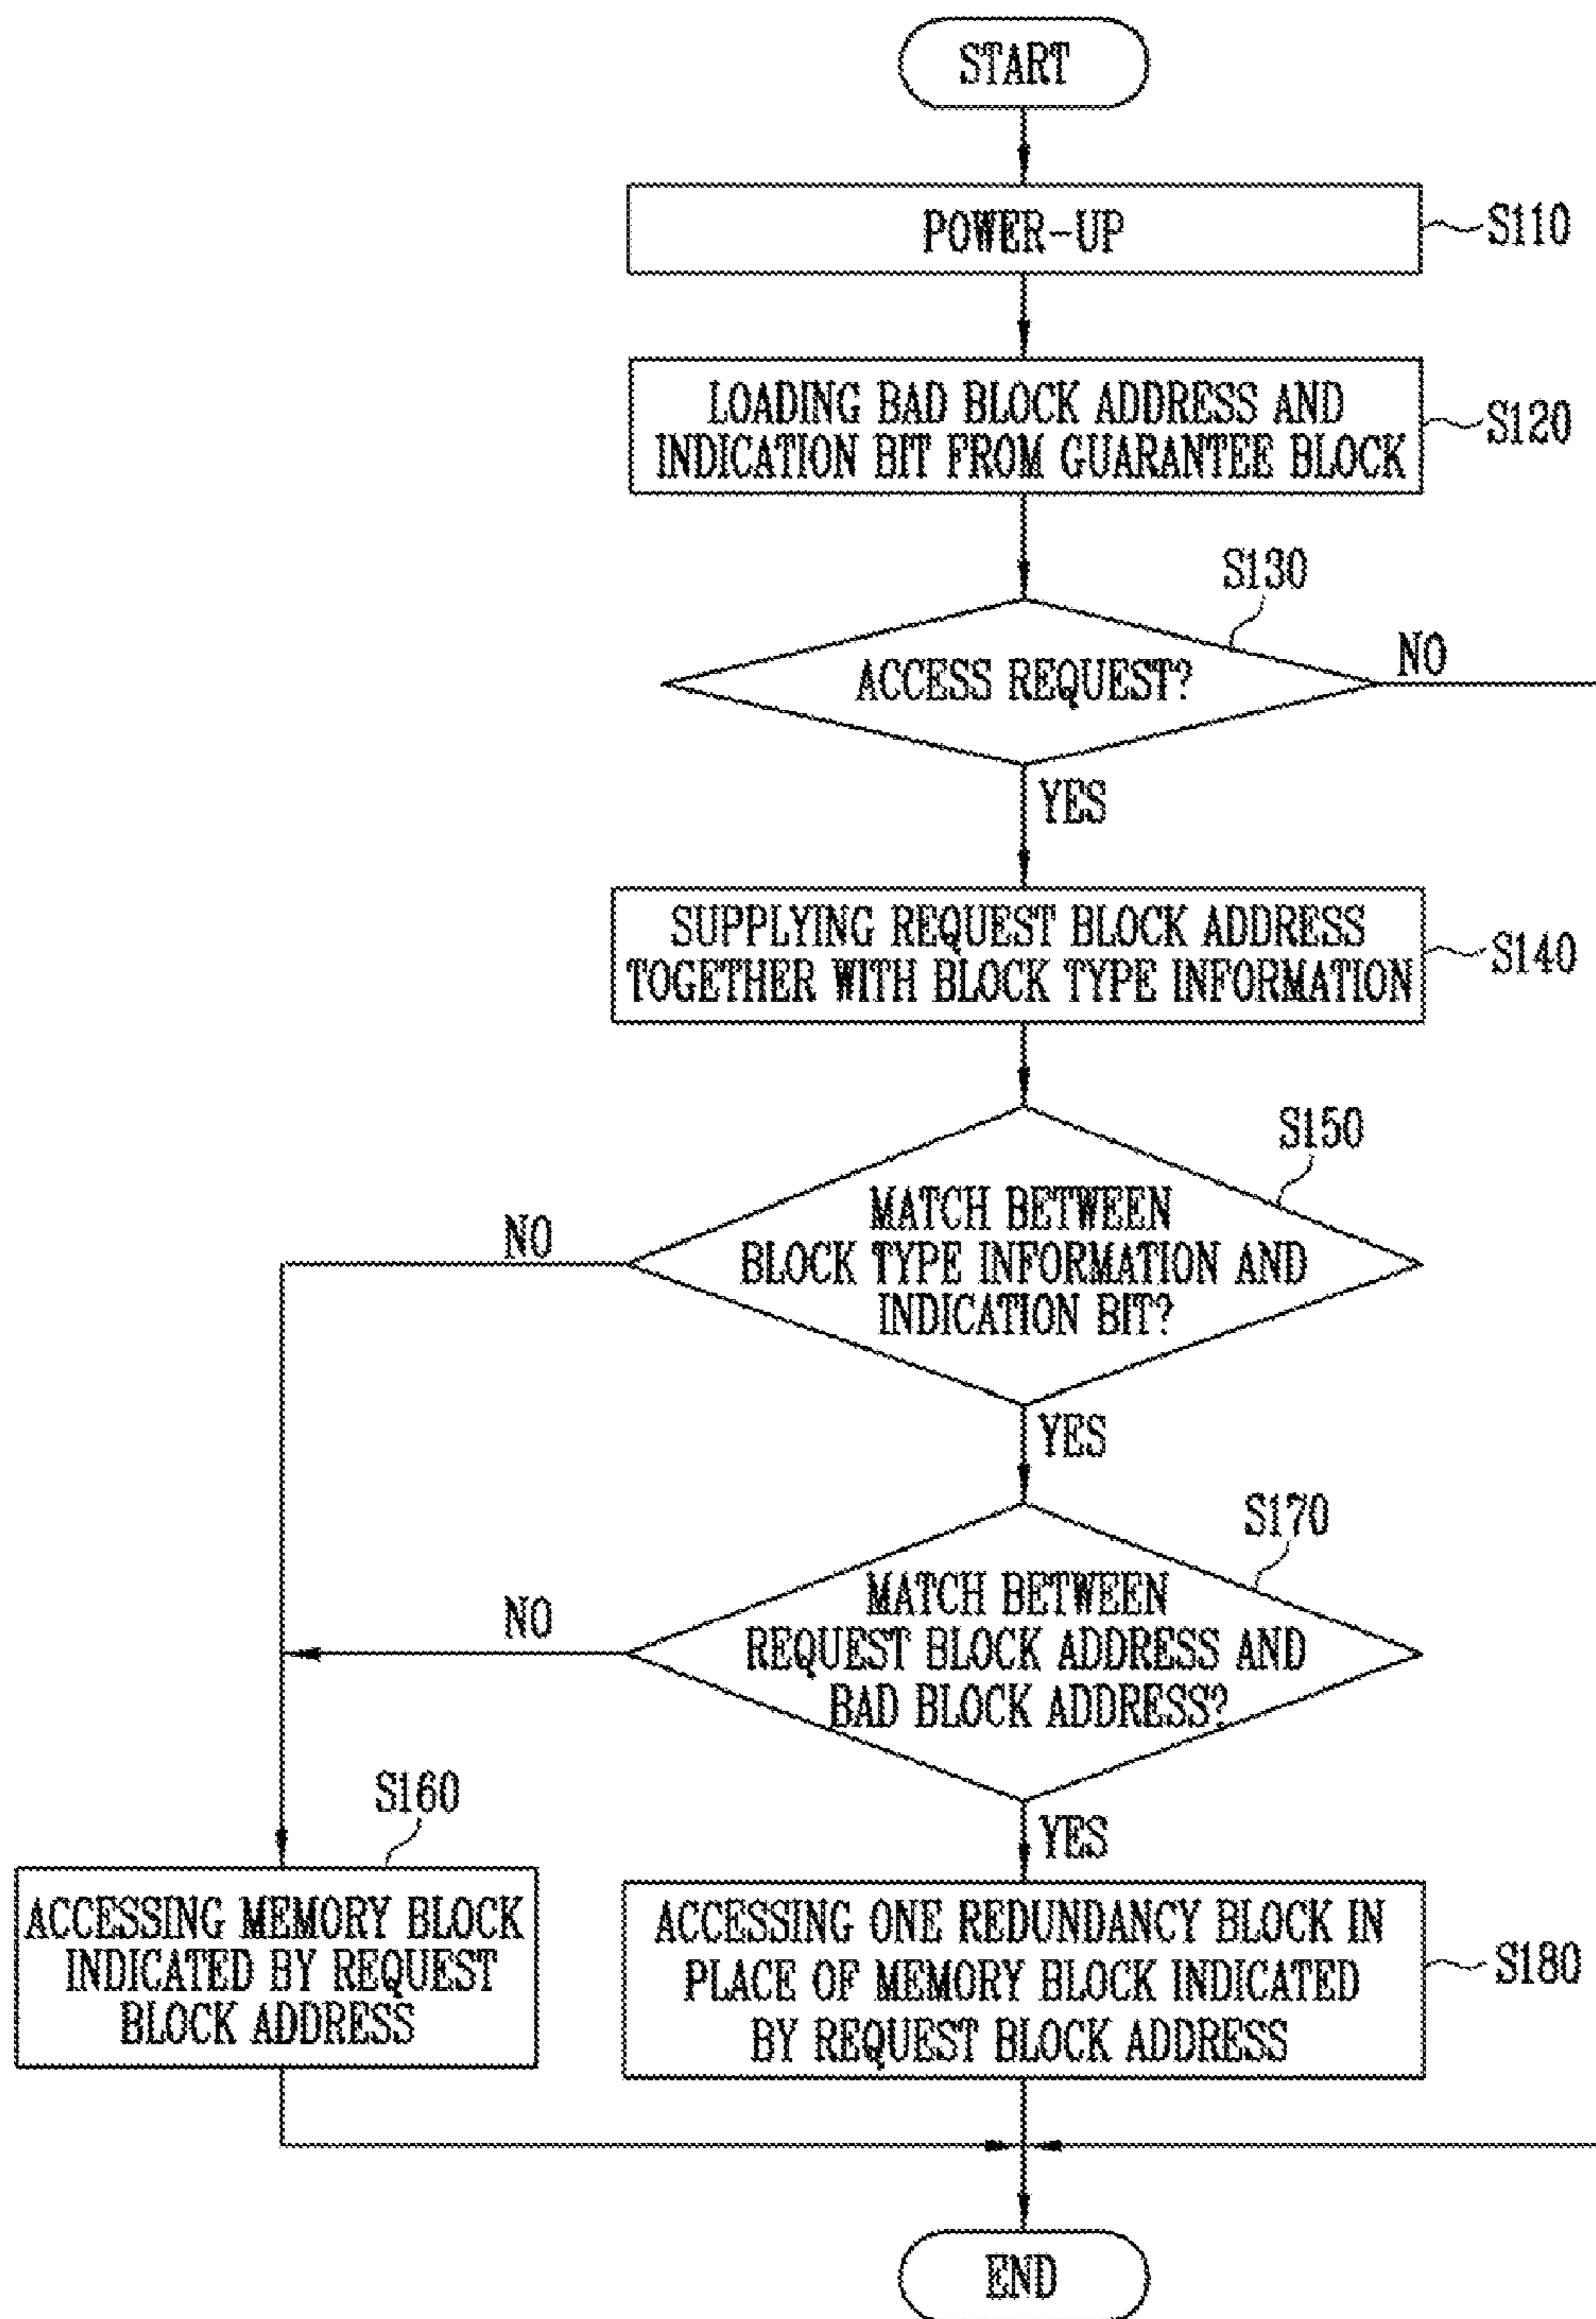 START
POWER-UP
S110
LOADING BAD BLOCK ADDRESS AND
INDICATION BIT FROM GUARANTEE BLOCK
S120
S130
ACCESS REQUEST?
NO
YES
SUPPLYING REQUEST BLOCK ADDRESS
TOGETHER WITH BLOCK TYPE INFORMATION
S140
S150
MATCH BETWEEN
BLOCK TYPE INFORMATION AND
INDICATION BIT?
NO
YES
S170
MATCH BETWEEN
REQUEST BLOCK ADDRESS AND
BAD BLOCK ADDRESS?
NO
YES
S160
ACCESSING MEMORY BLOCK
INDICATED BY REQUEST
BLOCK ADDRESS
ACCESSING ONE REDUNDANCY BLOCK IN
PLACE OF MEMORY BLOCK INDICATED
BY REQUEST BLOCK ADDRESS
S180
END